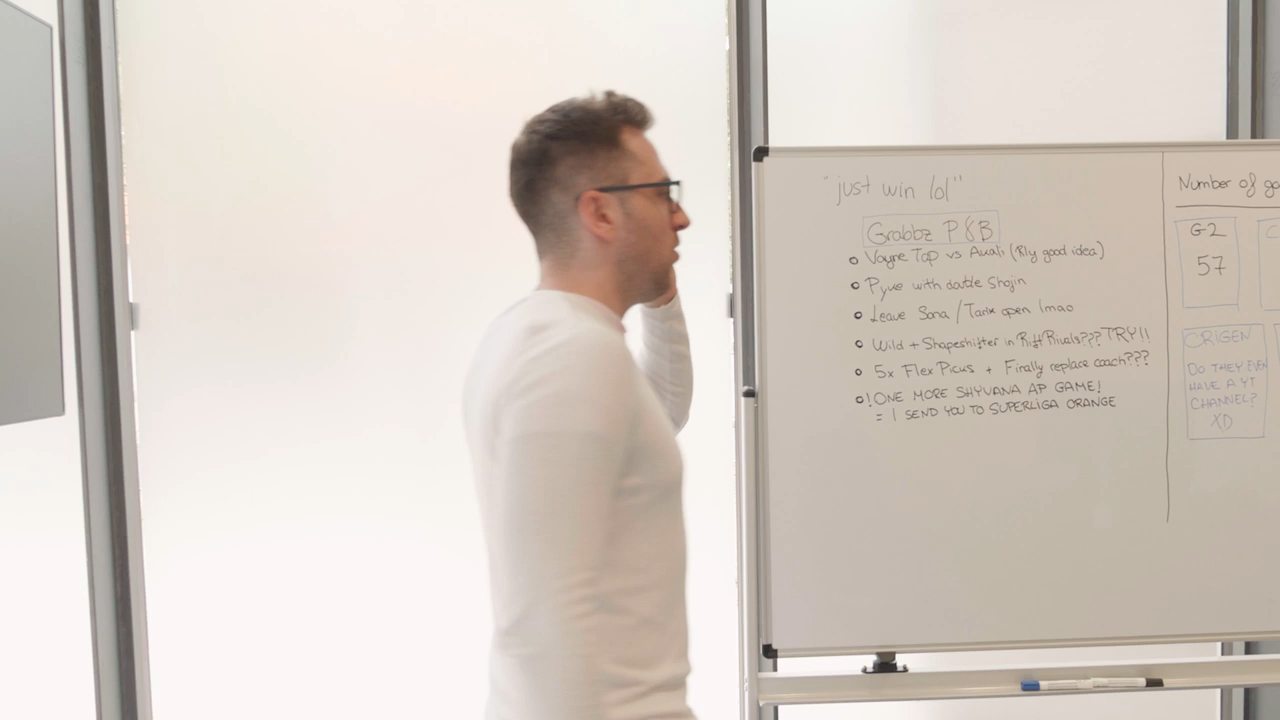 "just win lol"
Grabbz P&B
Vayne Top vs Akali (Rly good idea)
Pyke with double Shojin
Leave Sona / Taric open lmao
Wild + Shapeshifter in Rift Rivals??? TRY!!
5x Flex Picks + Finally replace coach???
! ONE MORE SHYVANA AP GAME!
= I SEND YOU TO SUPERLIGA ORANGE
Number of go
G2
57
C
ORIGEN
DO THEY EVEN
HAVE A YT
CHANNEL?
XD